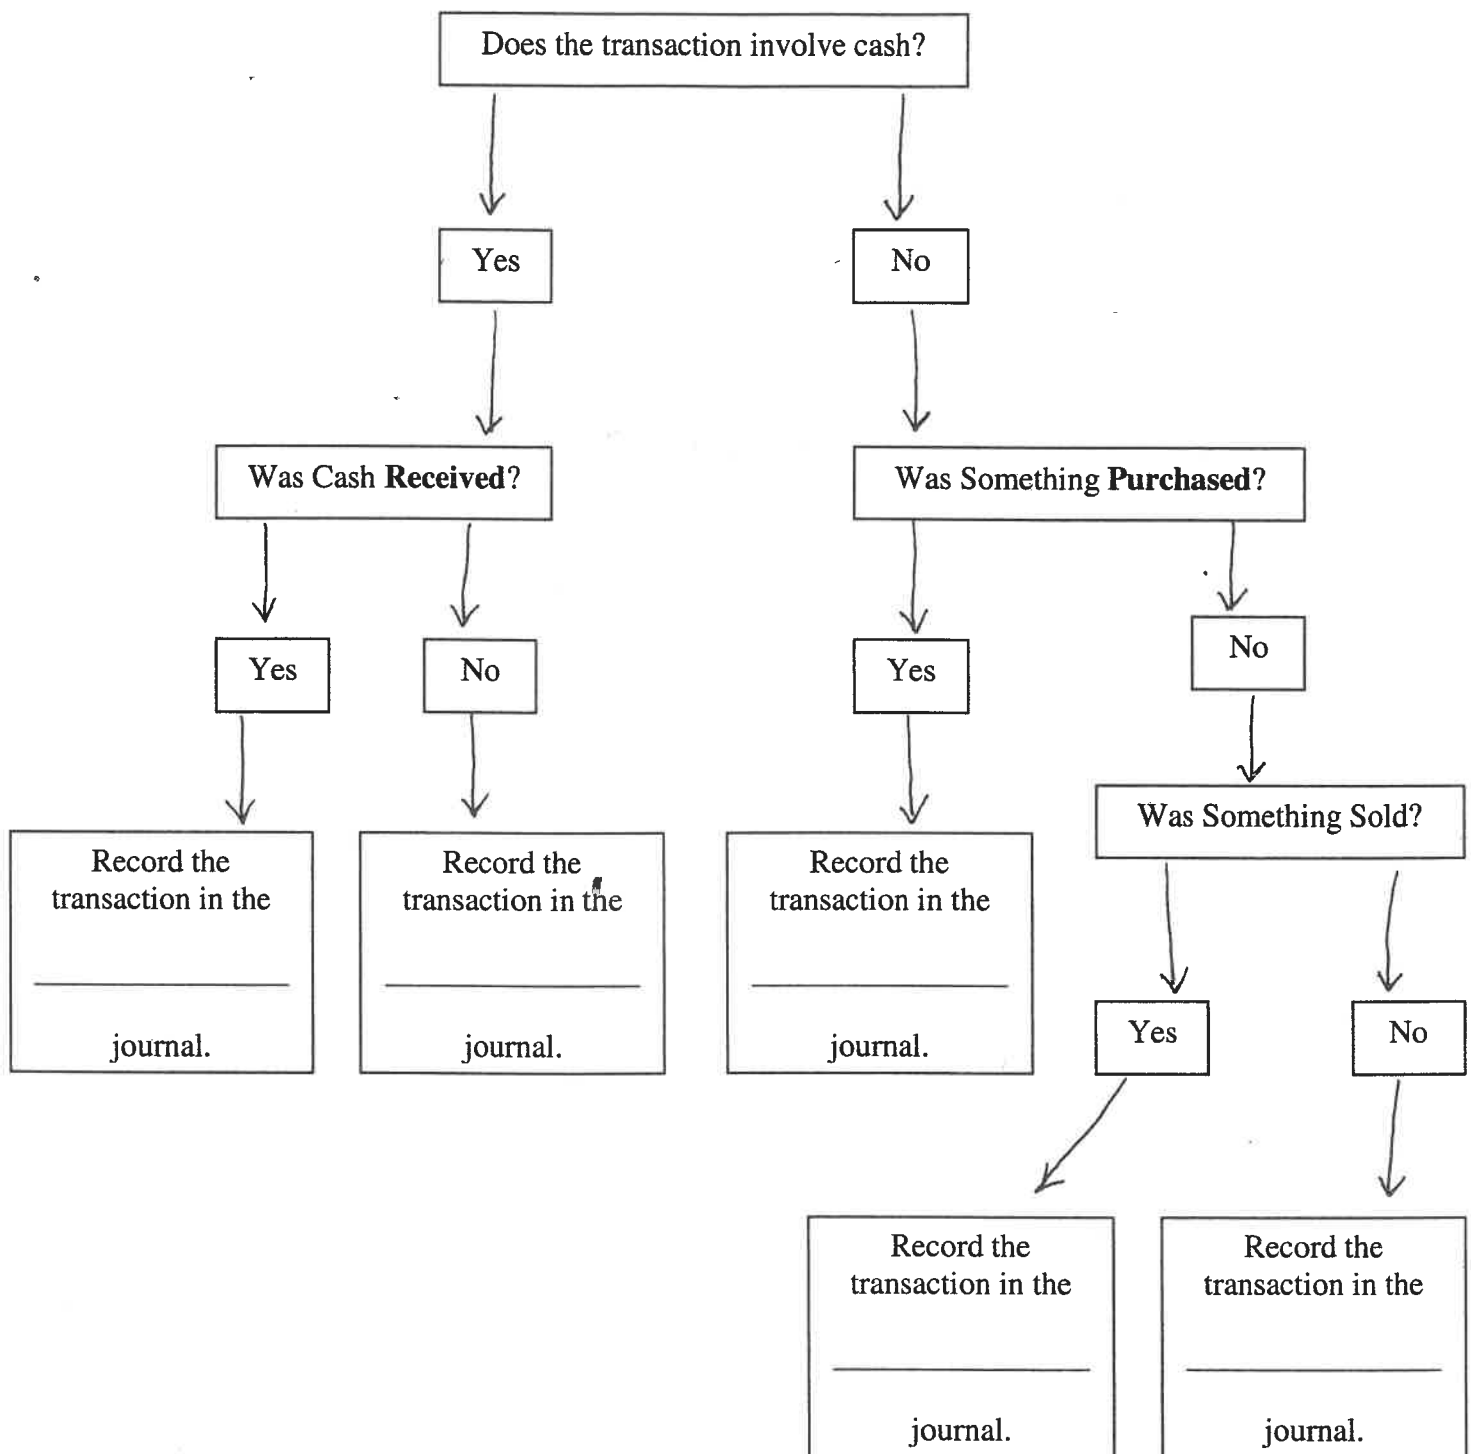 Does the transaction involve cash?
Yes
No
Was Cash Received?
Was Something Purchased?
Yes
No
Yes
No
Was Something Sold?
Record the
transaction in the
journal.
Record the
transaction in the
journal.
Record the
transaction in the
journal.
Yes
No
Record the
transaction in the
journal.
Record the
transaction in the
journal.